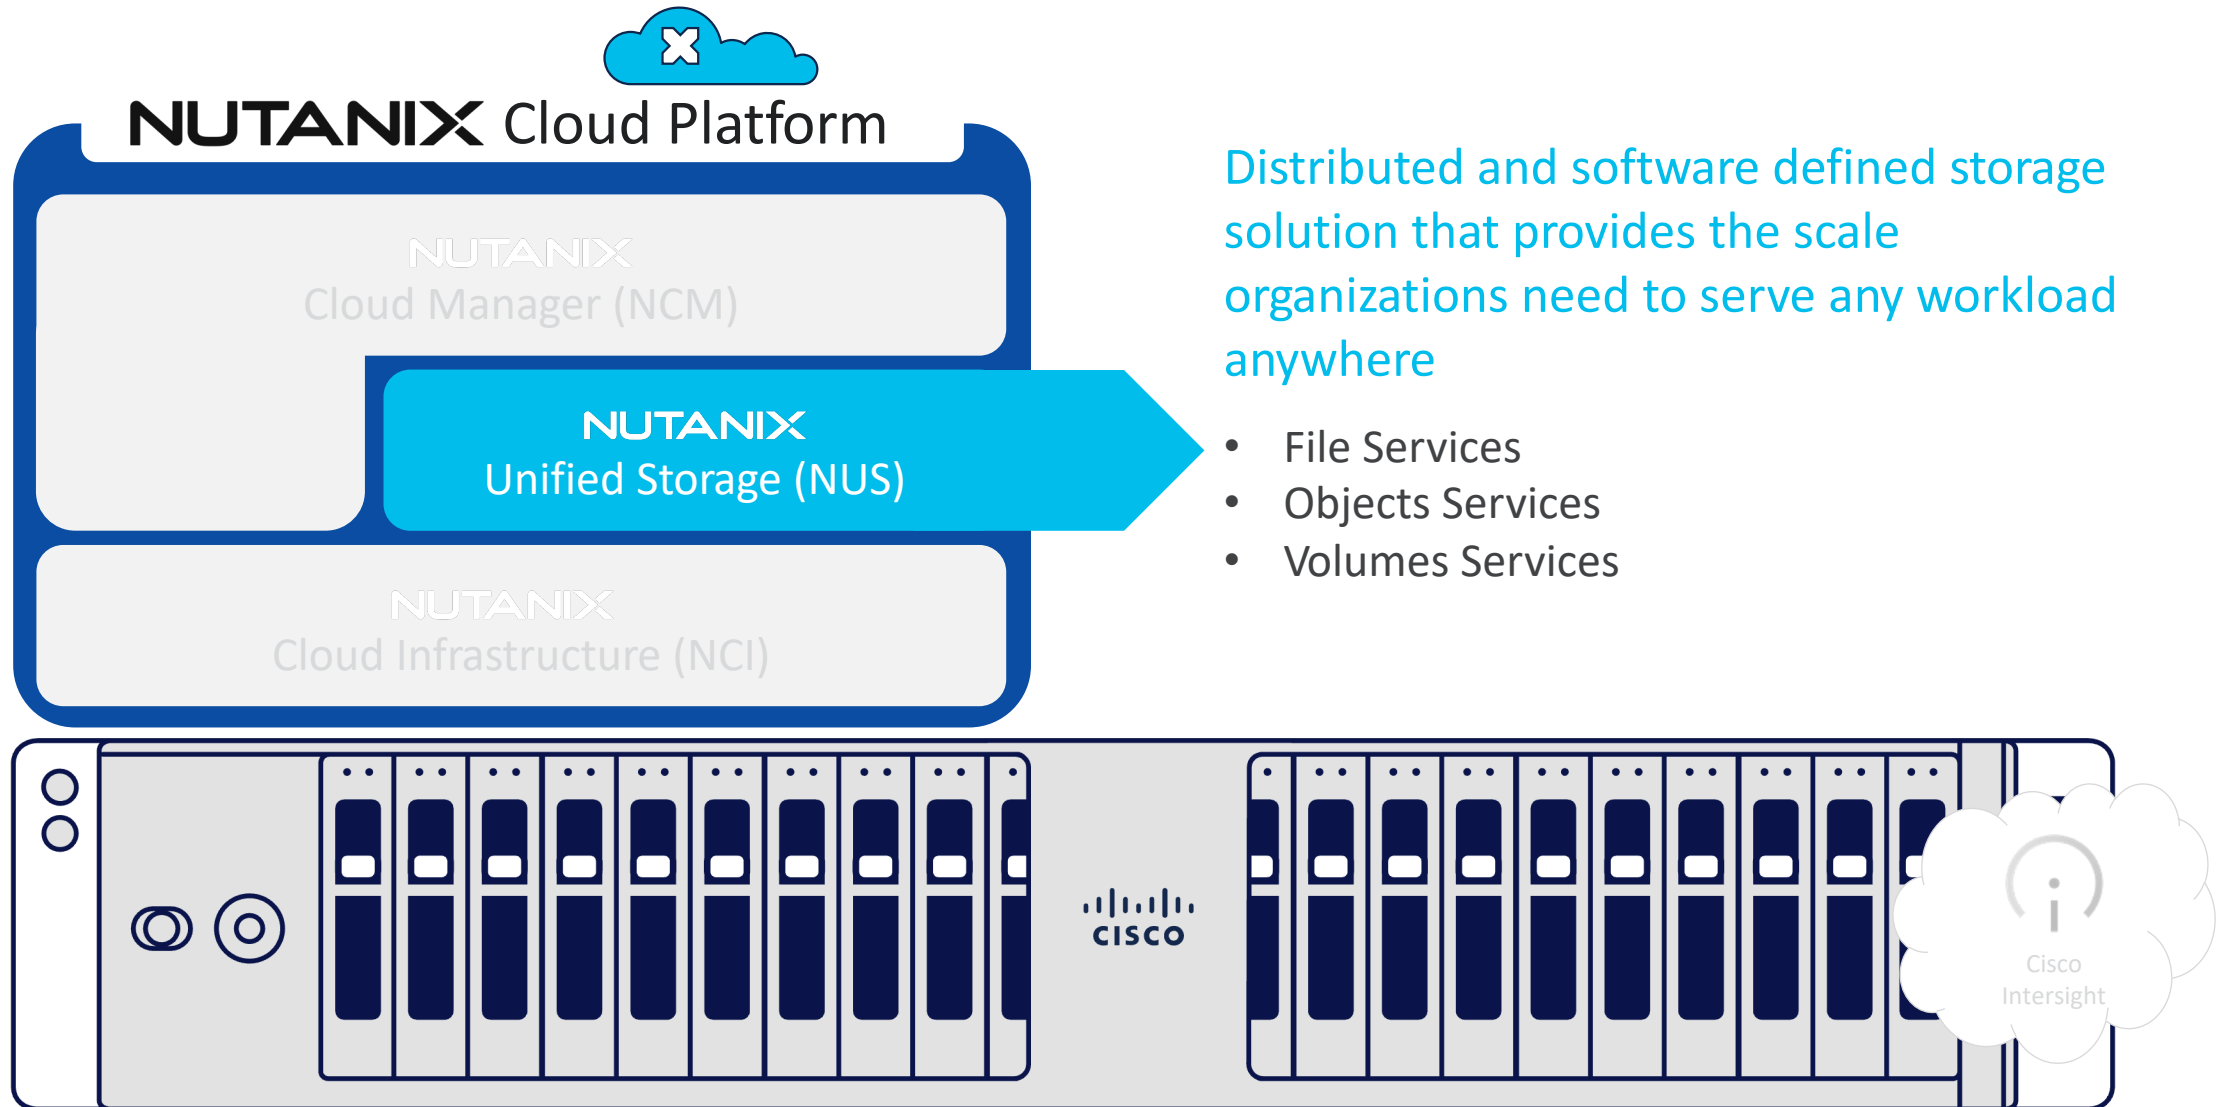 NUTANIX Cloud Platform
NUTANIX
Cloud Manager (NCM)
NUTANIX
Unified Storage (NUS)
NUTANIX
Cloud Infrastructure (NCI)
Distributed and software defined storage
solution that provides the scale
organizations need to serve any workload
anywhere
• File Services
• Objects Services
• Volumes Services
CISCO
Cisco
Intersight